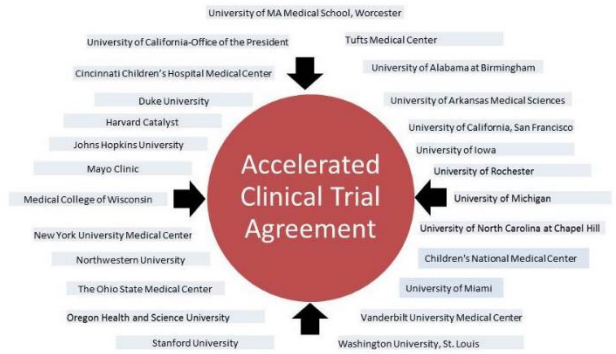 University of MA Medical School, Worcester
University of California-Office of the President
Tufts Medical Center
Cincinnati Children's Hospital Medical Center
University of Alabama at Birmingham
Duke University
University of Arkansas Medical Sciences
Harvard Catalyst
University of California, San Francisco
Johns Hopkins University
University of Iowa
Mayo Clinic
University of Rochester
Medical College of Wisconsin
University of Michigan
Accelerated
Clinical Trial
Agreement
New York University Medical Center
University of North Carolina at Chapel Hill
Northwestern University
Children's National Medical Center
The Ohio State Medical Center
University of Miami
Oregon Health and Science University
Vanderbilt University Medical Center
Stanford University
Washington University, St. Louis